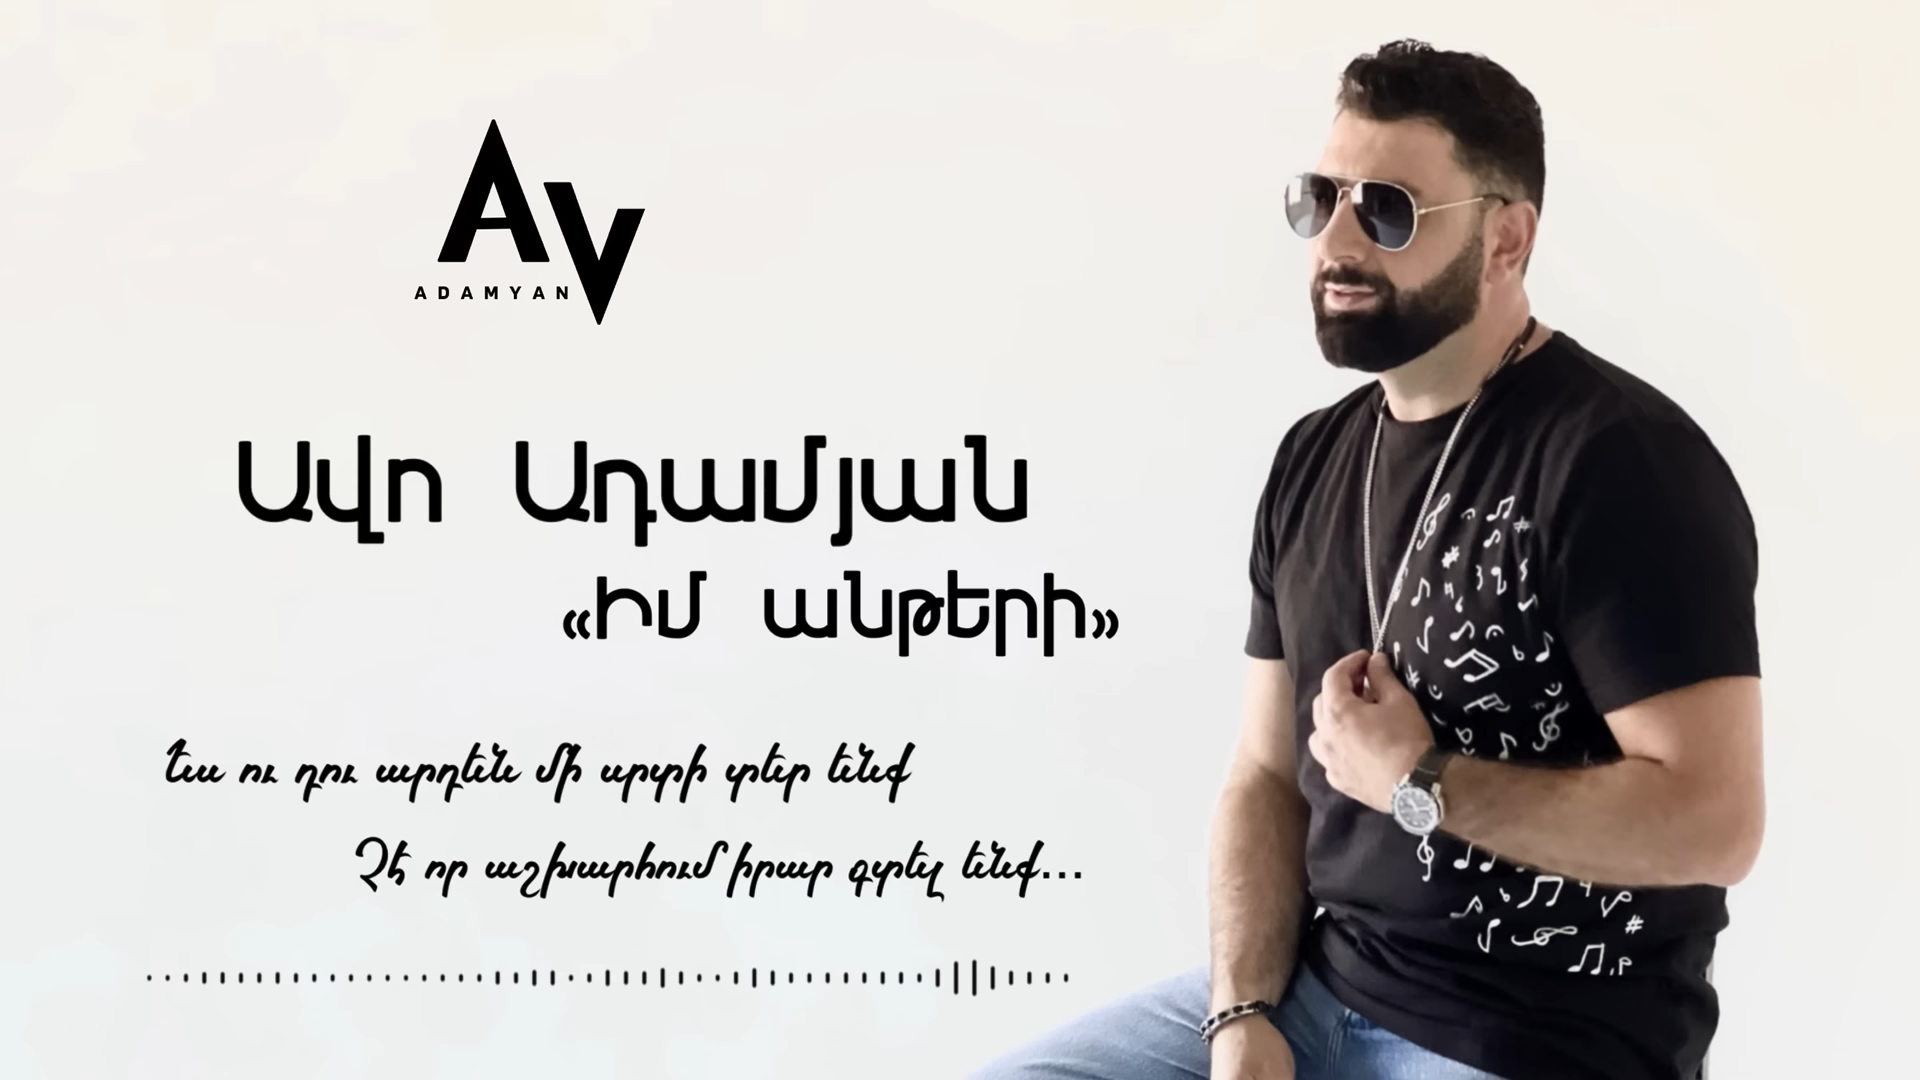 AV
ADAMYAN
Ավո Ադամյան
«Իմ անթերի»
Ես ու դու արդեն մի սրտի տեր ենք
Չէ որ աշխարհում իրար գտել ենք...